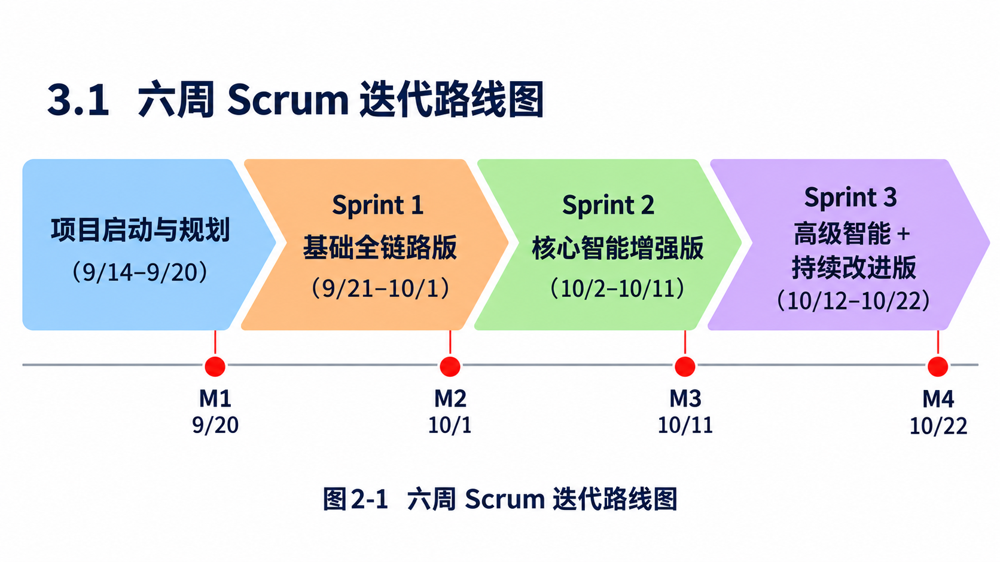 3.1 六周 Scrum 迭代路线图
项目启动与规划
（9/14–9/20）
Sprint 1
基础全链路版
（9/21–10/1）
Sprint 2
核心智能增强版
（10/2–10/11）
Sprint 3
高级智能 +
持续改进版
（10/12–10/22）
M1
9/20
M2
10/1
M3
10/11
M4
10/22
图2-1 六周 Scrum 迭代路线图